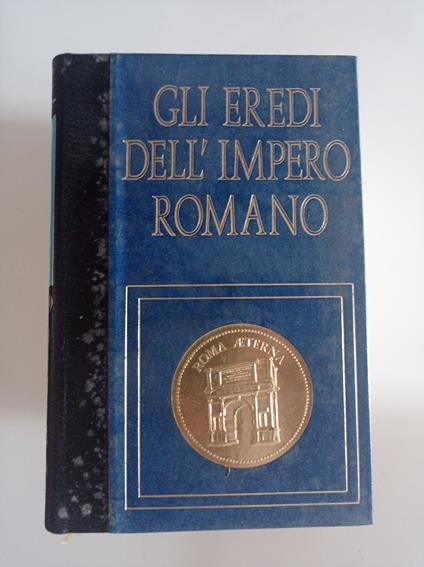 GLI EREDI
DELL' IMPERO
ROMANO
ROMA ÆTERNA